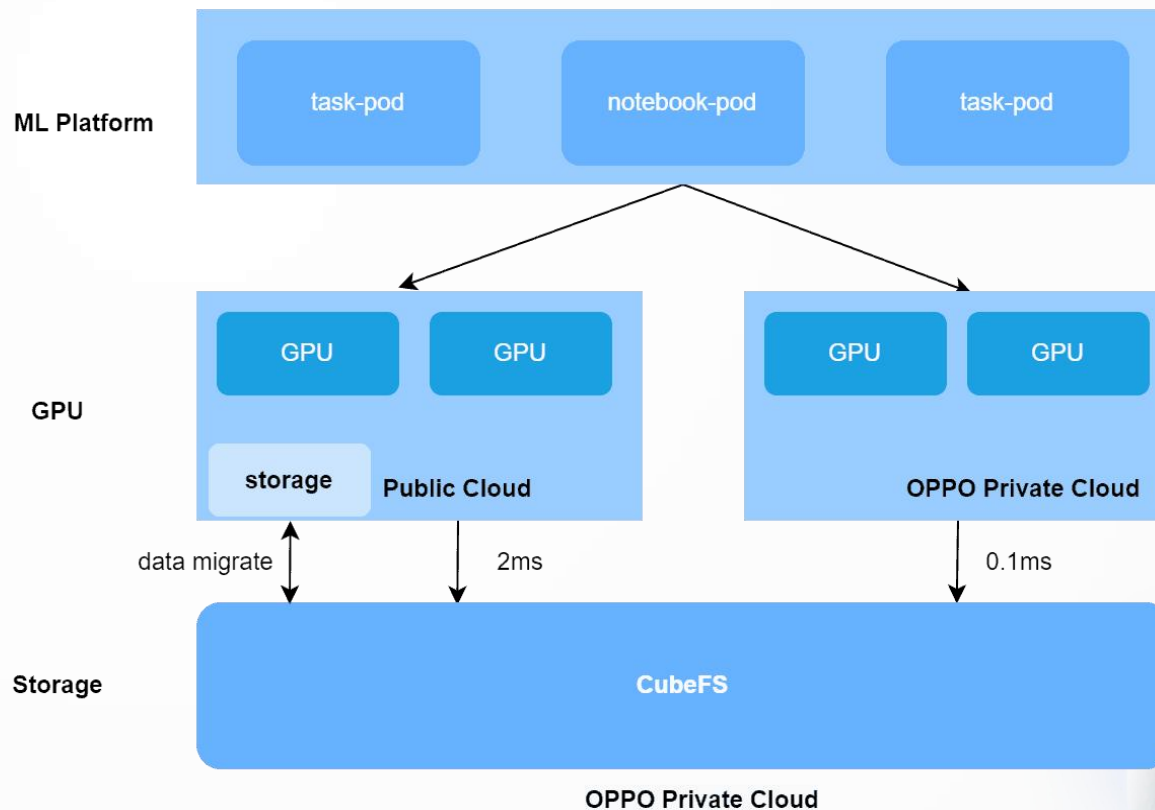 ML Platform
task-pod
notebook-pod
task-pod
GPU
GPU
GPU
GPU
GPU
storage
Public Cloud
OPPO Private Cloud
data migrate
2ms
0.1ms
Storage
CubeFS
OPPO Private Cloud